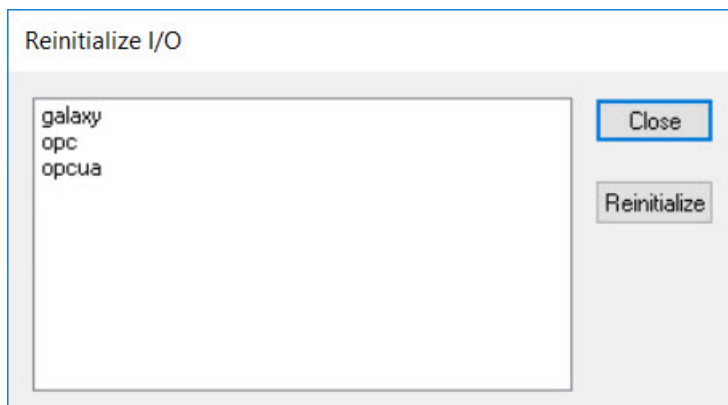 Reinitialize I/O
galaxy
opc
opcua
Close
Reinitialize